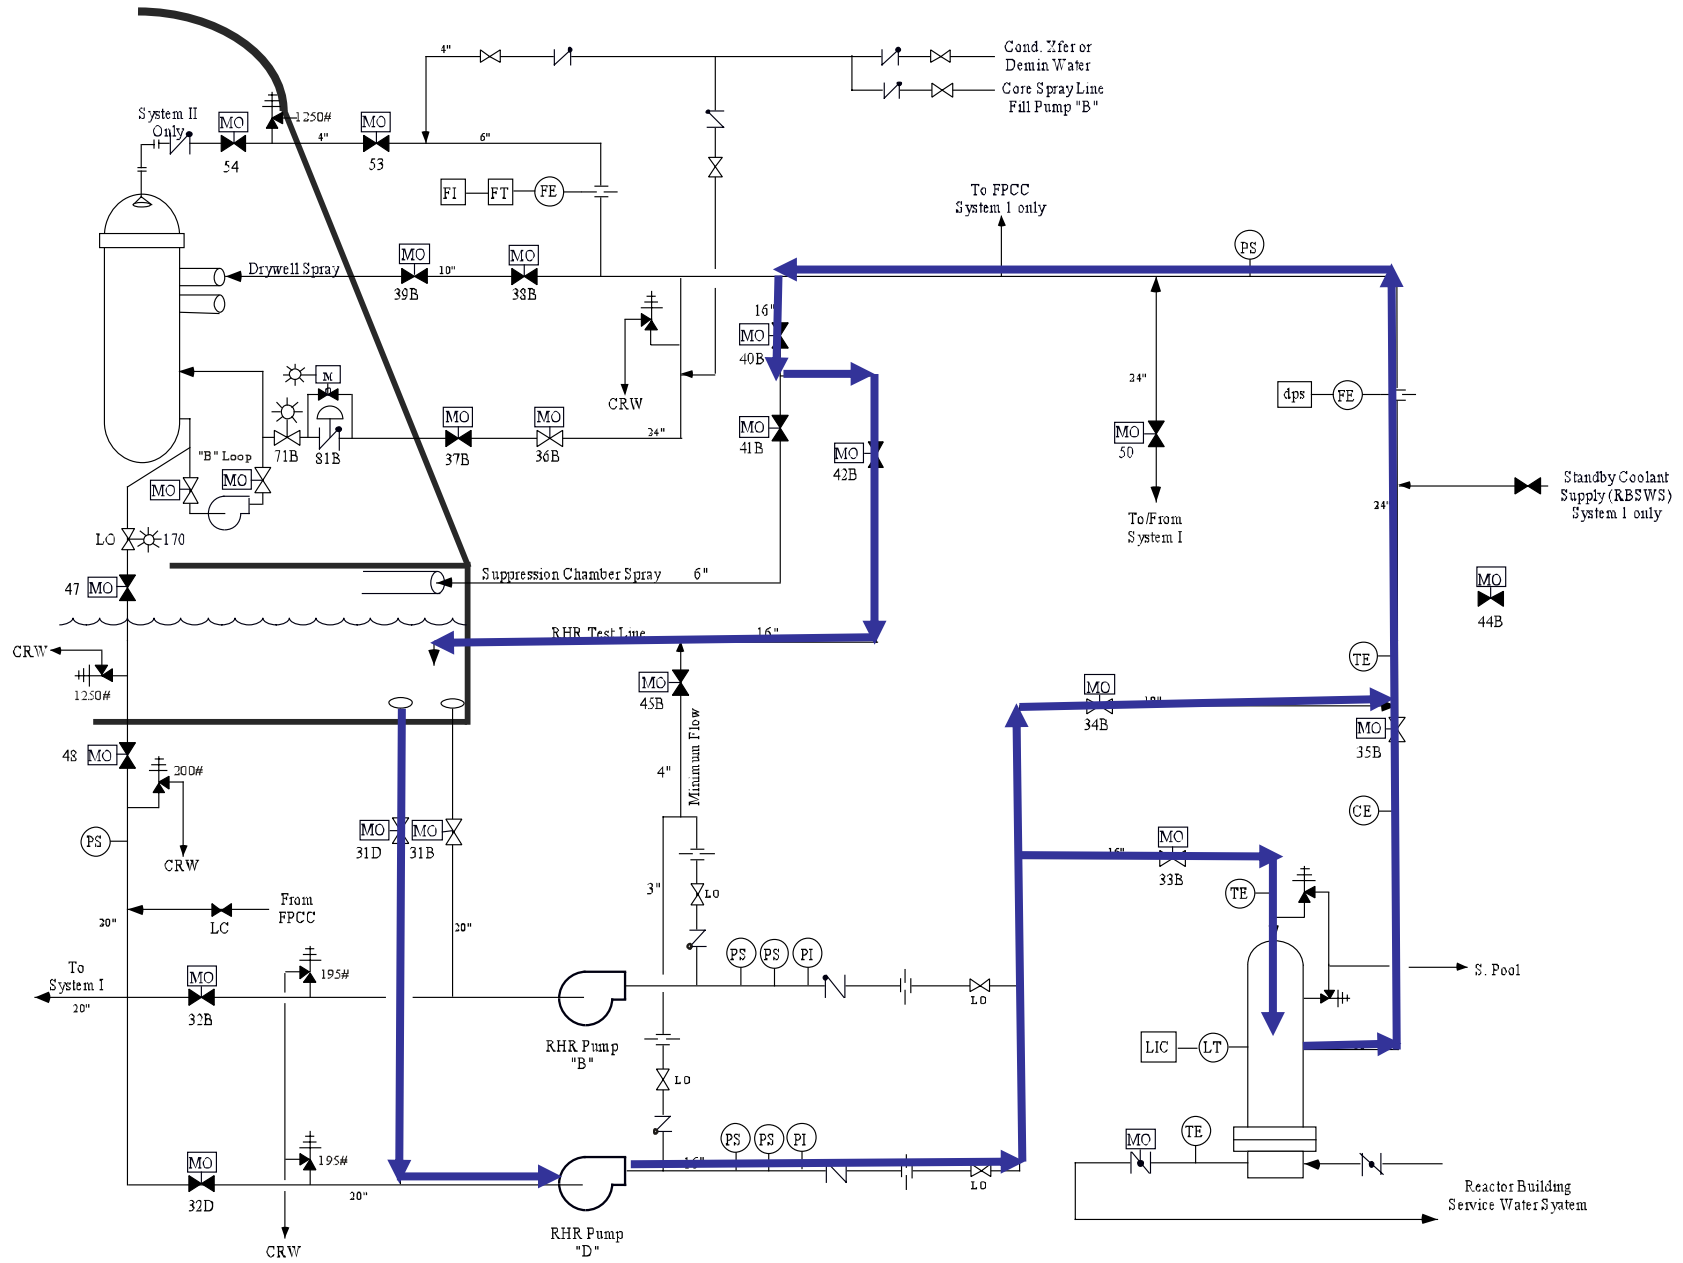 4"
Cond. Xfer or
Demin Water
Core Spray Line
Fill Pump "B"
System II
Only
MO
54
1250#
4"
MO
53
6"
FI
FT
FE
To FPCC
System 1 only
PS
Drywell Spray
MO
39B
10"
MO
38B
16"
MO
40B
CRW
24"
dps
FE
M
71B
81B
MO
37B
MO
36B
24"
MO
41B
MO
42B
MO
50
"B" Loop
MO
MO
To/From
System I
24"
Standby Coolant
Supply (RBSWS)
System 1 only
LO
170
47
MO
Suppression Chamber Spray
6"
MO
44B
RHR Test Line
16"
CRW
1250#
MO
45B
TE
MO
34B
18"
MO
35B
48
MO
200#
Minimum Flow
4"
CE
PS
CRW
MO
31D
MO
31B
MO
33B
16"
TE
3"
LO
From
FPCC
LC
20"
20"
PS
PS
PI
To
System I
20"
MO
32B
195#
LO
S. Pool
RHR Pump
"B"
LIC
LT
LO
PS
PS
PI
MO
TE
MO
32D
195#
20"
16"
LO
RHR Pump
"D"
CRW
Reactor Building
Service Water Syatem